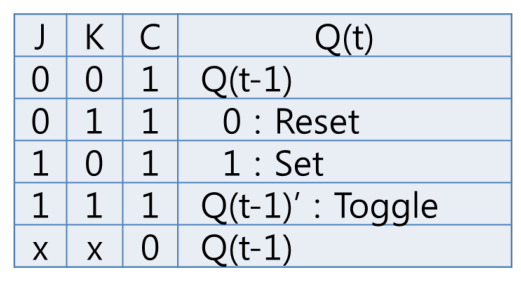 J K C Q(t)
0 0 1 Q(t-1)
0 1 1 0 : Reset
1 0 1 1 : Set
1 1 1 Q(t-1)’ : Toggle
x x 0 Q(t-1)